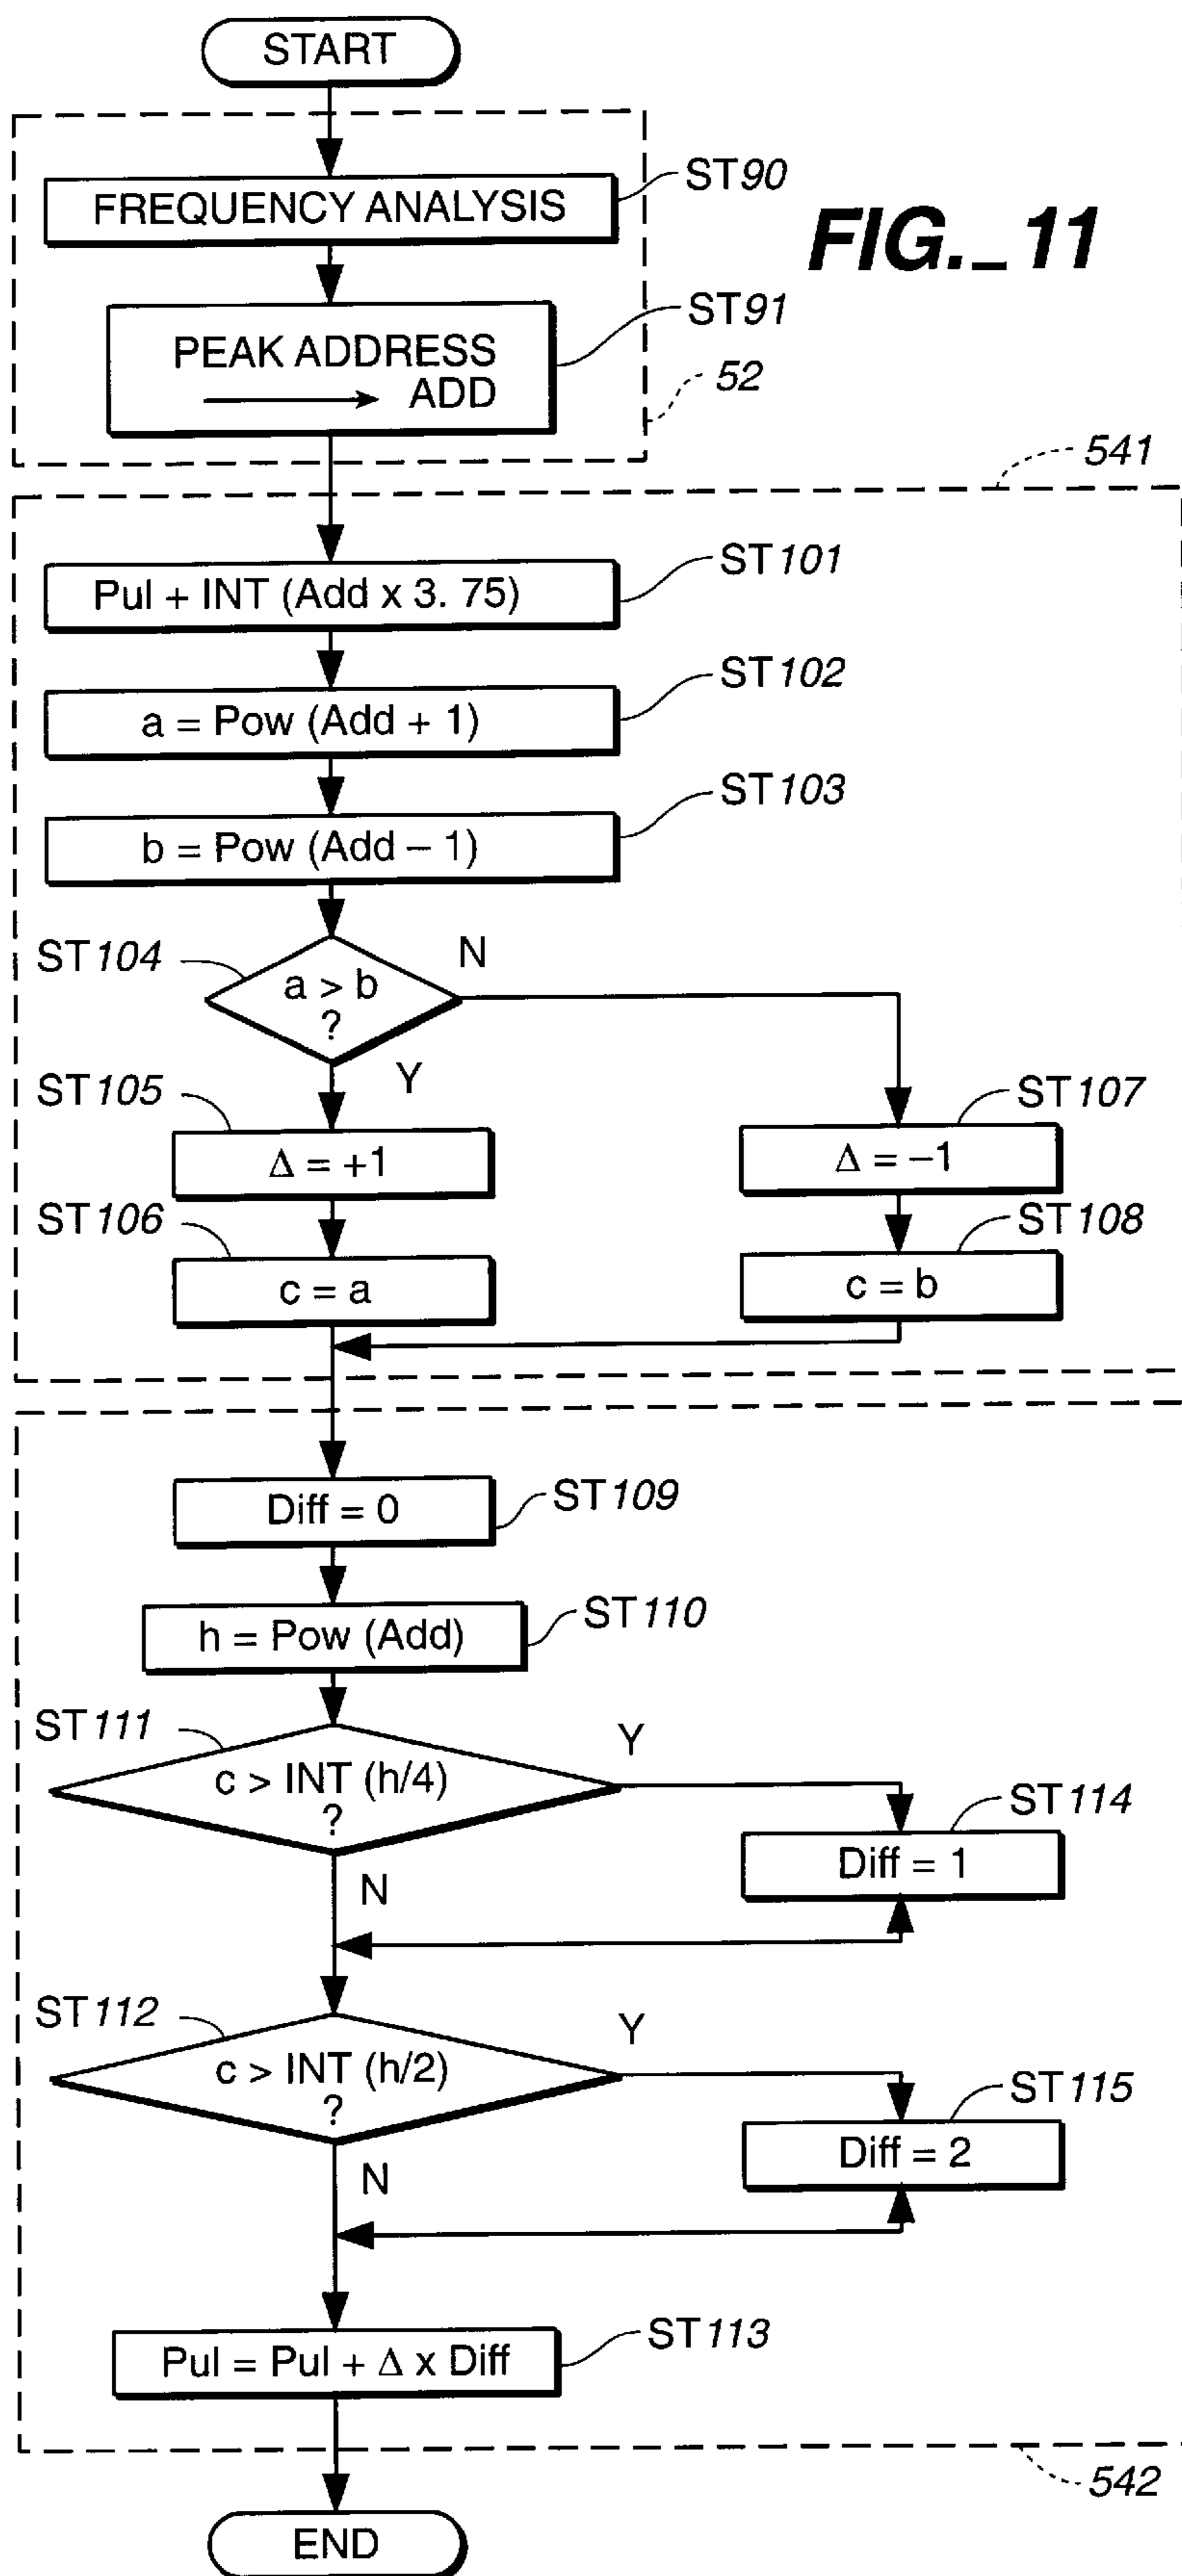 START
ST90
FREQUENCY ANALYSIS
FIG._11
ST91
PEAK ADDRESS
ADD
52
541
ST101
Pul + INT (Add x 3. 75)
ST102
a = Pow (Add + 1)
ST103
b = Pow (Add – 1)
ST104
N
a > b
?
Y
ST105
ST107
Δ = +1
Δ = –1
ST106
ST108
c = a
c = b
Diff = 0
ST109
h = Pow (Add)
ST110
ST111
Y
c > INT (h/4)
?
ST114
Diff = 1
N
ST112
Y
c > INT (h/2)
?
ST115
Diff = 2
N
ST113
Pul = Pul + Δ x Diff
542
END